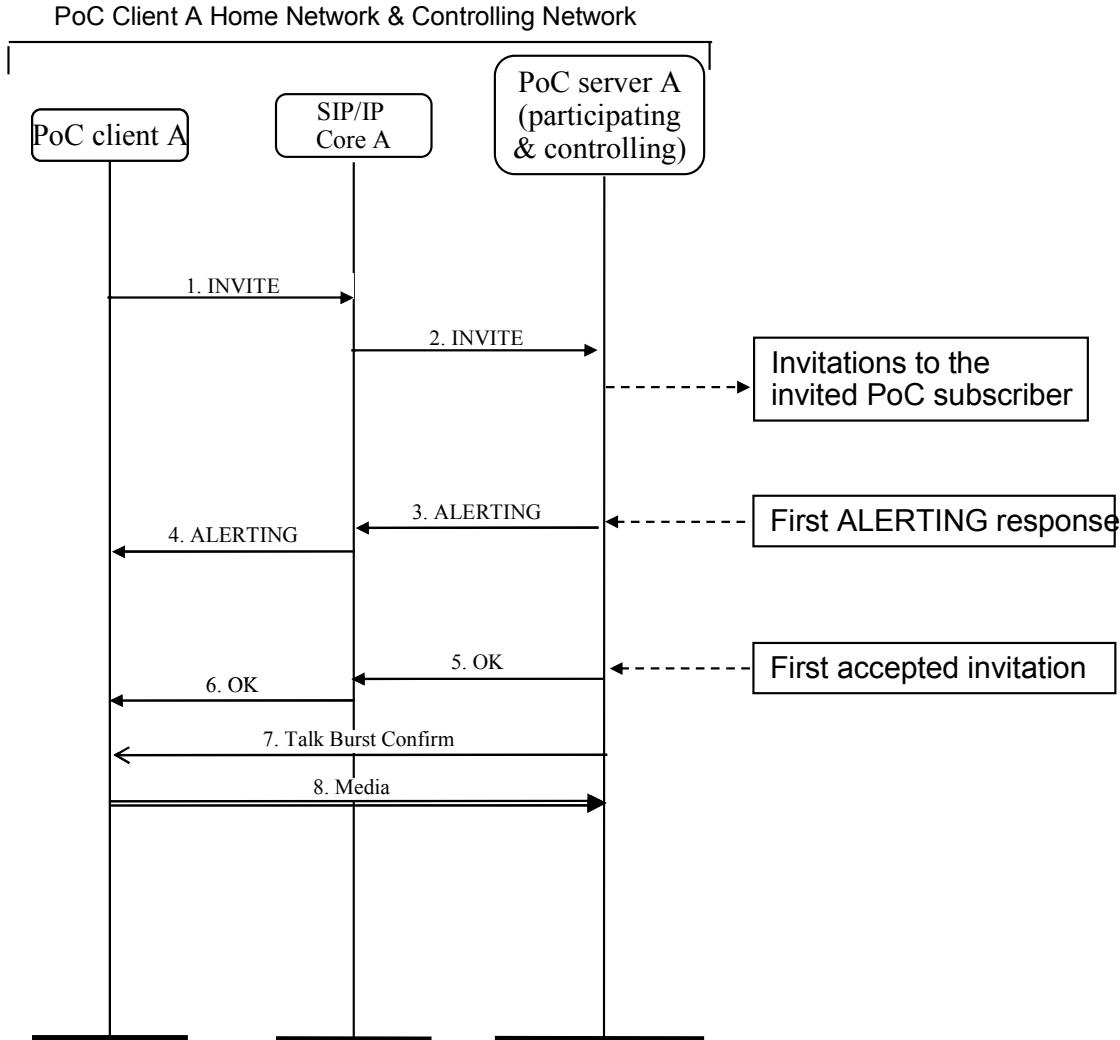 PoC Client A Home Network & Controlling Network
PoC client A
SIP/IP
Core A
PoC server A
(participating
& controlling)
1. INVITE
2. INVITE
Invitations to the
invited PoC subscriber
3. ALERTING
First ALERTING response
4. ALERTING
5. OK
First accepted invitation
6. OK
7. Talk Burst Confirm
8. Media